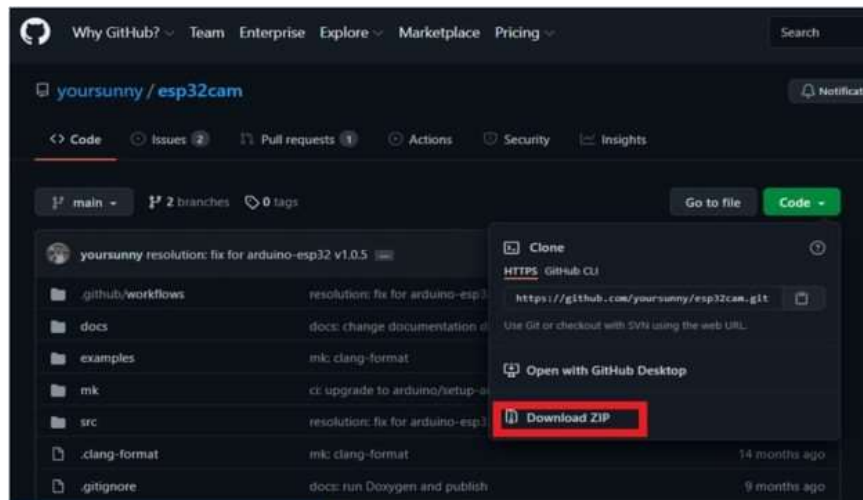 Why GitHub? Team Enterprise Explore Marketplace Pricing Search
yoursunny / esp32cam Notificat
Code Issues 2 Pull requests 1 Actions Security Insights
main 2 branches 0 tags Go to file Code
yoursunny resolution: fix for arduino-esp32 v1.0.5
Clone
HTTPS GitHub CLI
.github/workflows resolution: fix for arduino-esp3
https://github.com/yoursunny/esp32cam.git
docs docs: change documentation d
Use Git or checkout with SVN using the web URL.
examples mk: clang-format
Open with GitHub Desktop
mk ci: upgrade to arduino/setup-a
src resolution: fix for arduino-esp3
Download ZIP
.clang-format mk: clang-format 14 months ago
.gitignore docs: run Doxygen and publish 9 months ago